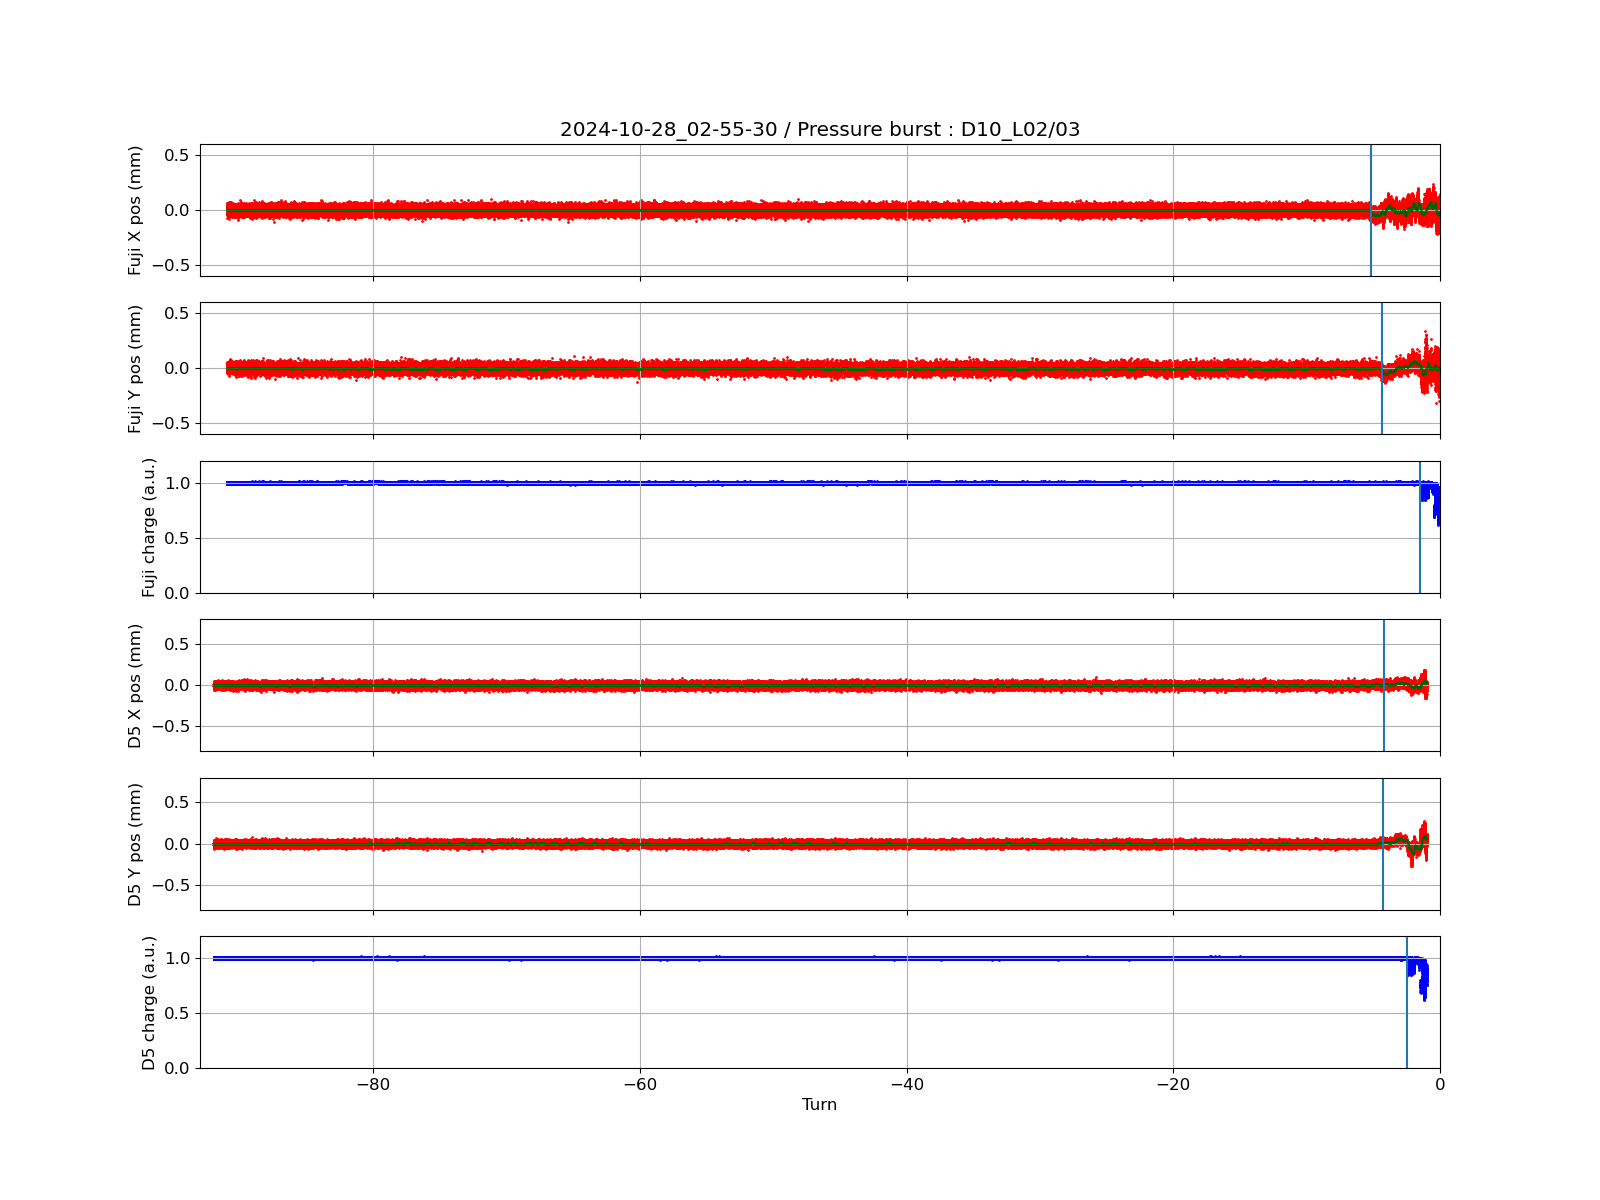 2024-10-28_02-55-30 / Pressure burst : D10_L02/03
Fuji X pos (mm)
0.5
0.0
−0.5
Fuji Y pos (mm)
0.5
0.0
−0.5
Fuji charge (a.u.)
1.0
0.5
0.0
D5 X pos (mm)
0.5
0.0
−0.5
D5 Y pos (mm)
0.5
0.0
−0.5
D5 charge (a.u.)
1.0
0.5
0.0
−80 −60 −40 −20 0
Turn